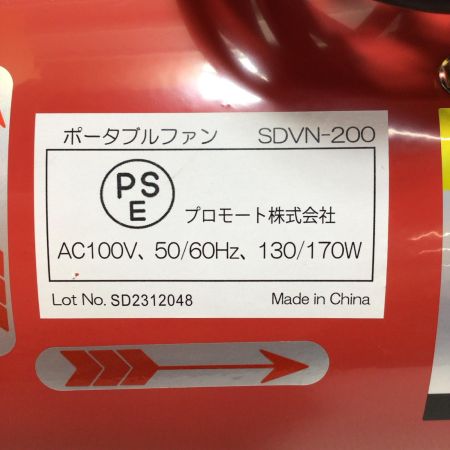 ポータブルファン SDVN-200
PS
E
プロモート株式会社
AC100V、50/60Hz、130/170W
Lot No. SD2312048 Made in China